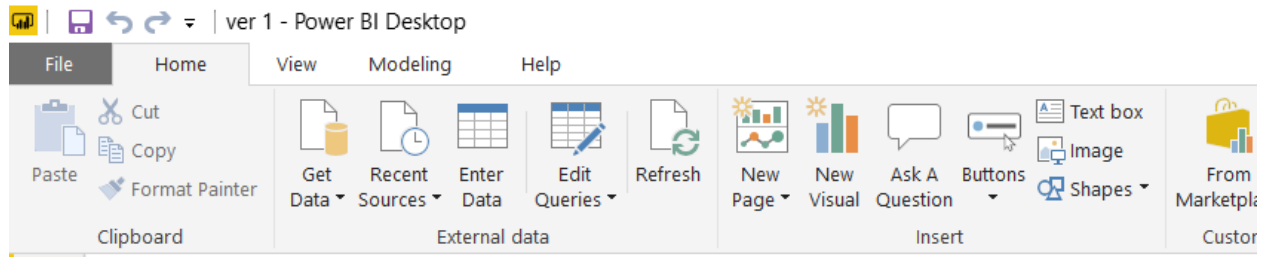 ver 1 - Power BI Desktop
File Home View Modeling Help
Paste
Cut
Copy
Format Painter
Clipboard
Get Data
Recent Sources
Enter Data
Edit Queries
Refresh
External data
New Page
New Visual
Ask A Question
Buttons
Text box
Image
Shapes
Insert
From Marketpla
Custor